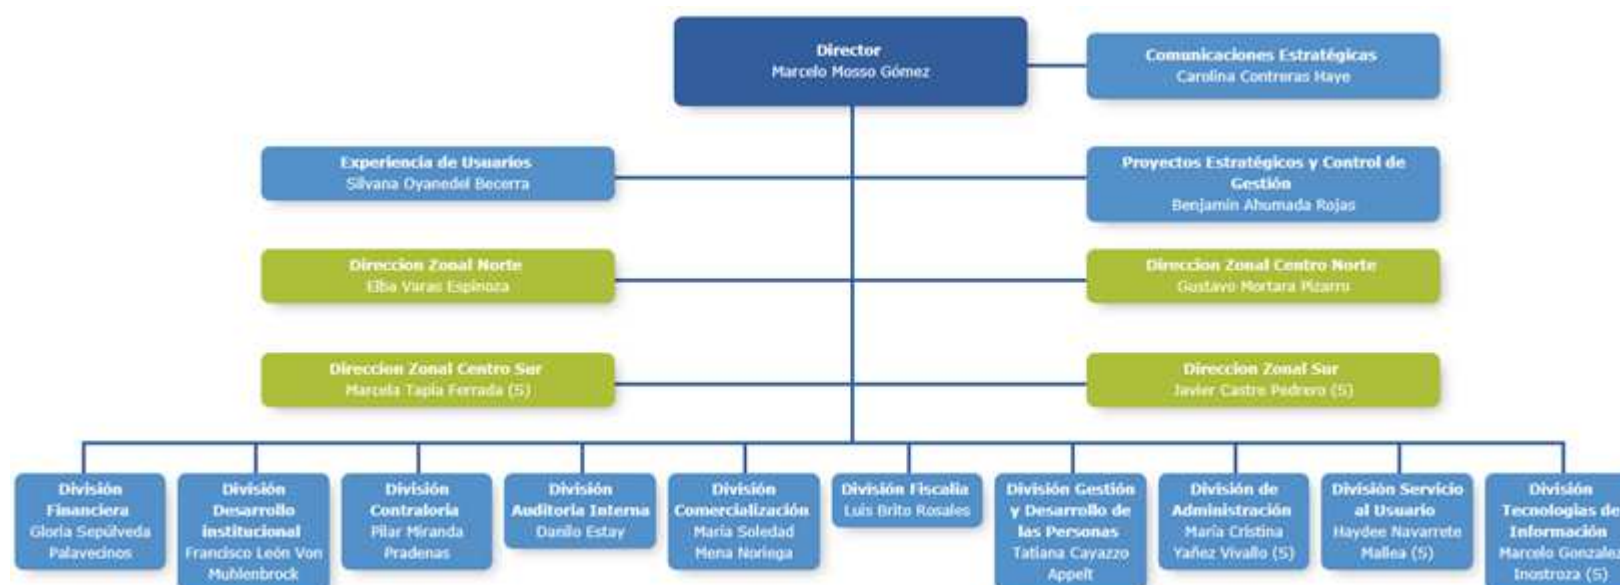 Director
Marcelo Mosso Gómez
Comunicaciones Estratégicas
Carolina Contreras Haye
Experiencia de Usuarios
Silvana Oyanedel Becerra
Proyectos Estratégicos y Control de
Gestión
Benjamín Ahumada Rojas
Direccion Zonal Norte
Elba Varas Espinoza
Direccion Zonal Centro Norte
Gustavo Mortara Pizarro
Direccion Zonal Centro Sur
Marcela Tapia Ferrada (S)
Direccion Zonal Sur
Javier Castro Pedrero (S)
División
Financiera
Gloria Sepúlveda
Palavecinos
División
Desarrollo
institucional
Francisco León Von
Muhlenbrock
División
Contraloria
Pilar Miranda
Pradenas
División
Auditoria Interna
Danilo Estay
División
Comercialización
María Soledad
Mena Noriega
División Fiscalia
Luis Brito Rosales
División Gestión
y Desarrollo de
las Personas
Tatiana Cayazzo
Appelt
División de
Administración
María Cristina
Yañez Vivallo (S)
División Servicio
al Usuario
Haydee Navarrete
Mallea (S)
División
Tecnologias de
Información
Marcelo Gonzalez
Inostroza (S)